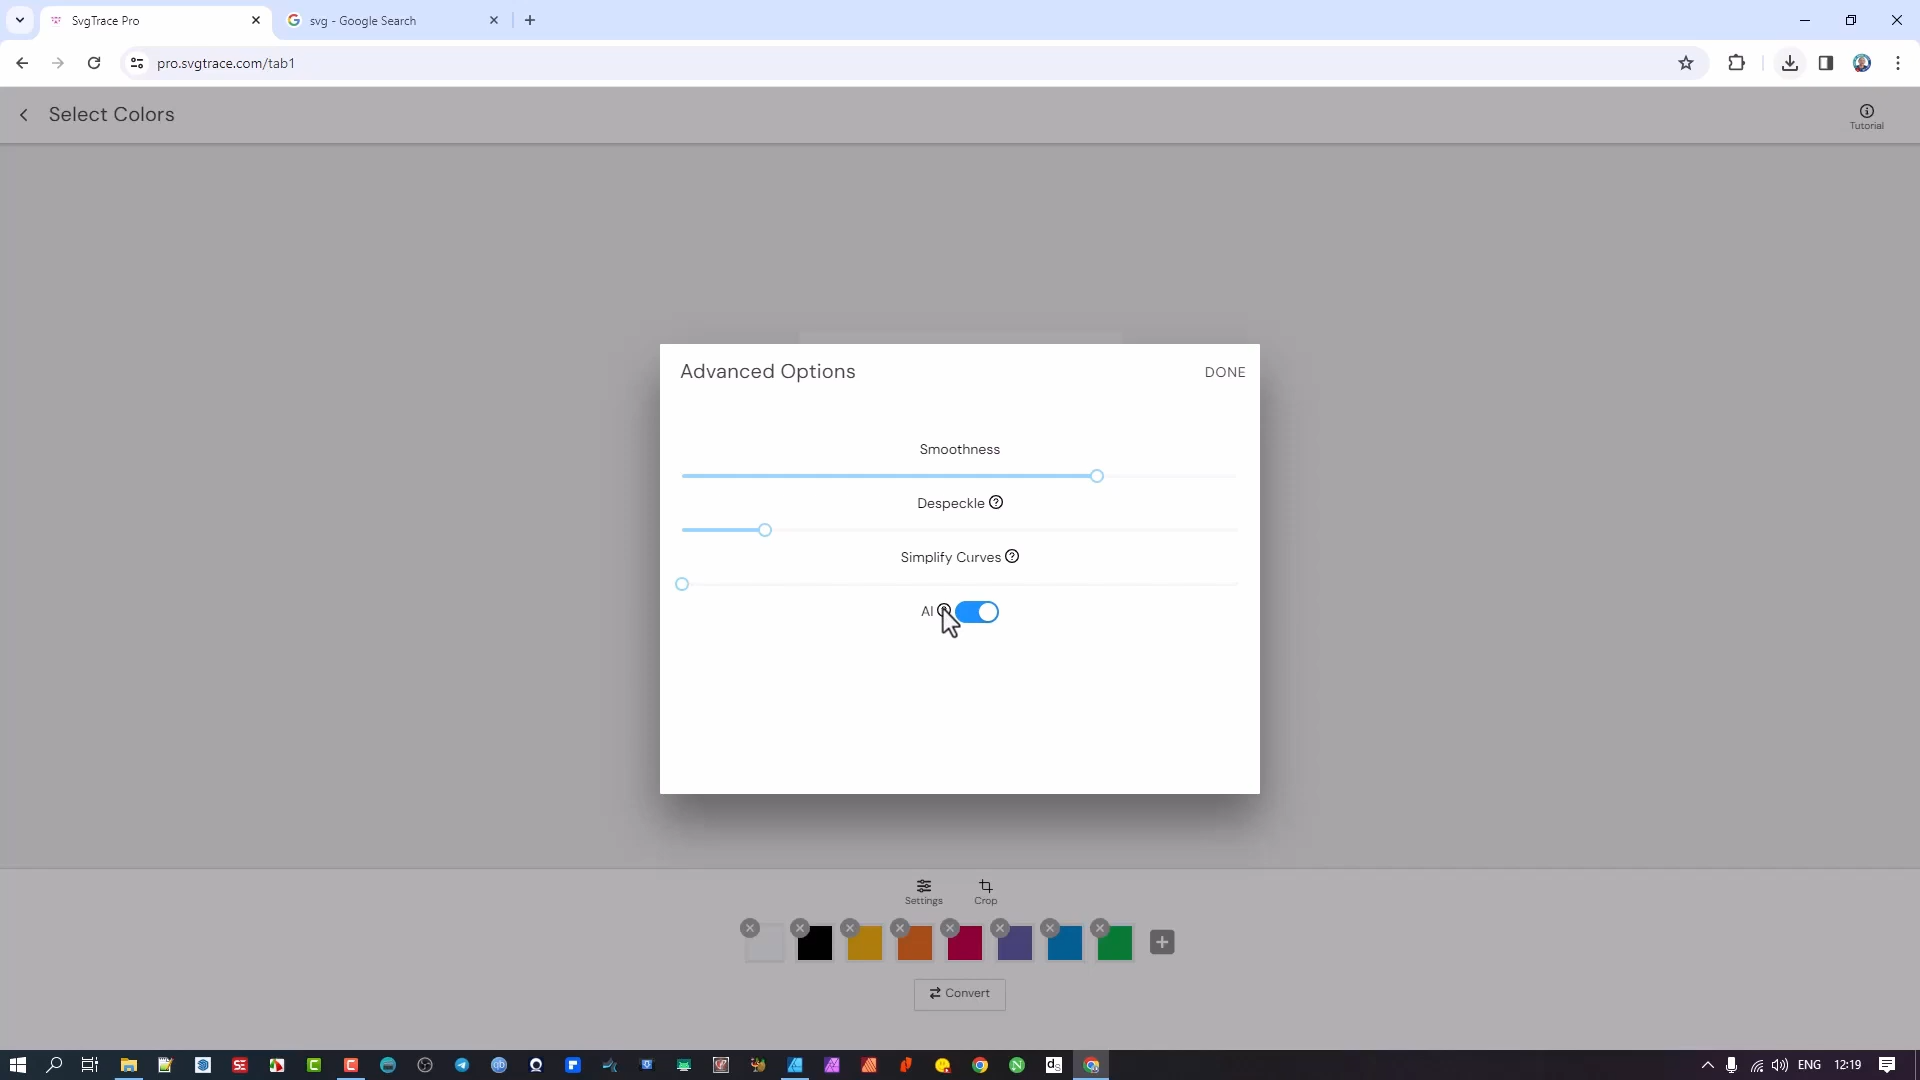 SvgTrace Pro
svg - Google Search
pro.svgtrace.com/tab1
Select Colors
Tutorial
Advanced Options
DONE
Smoothness
Despeckle
Simplify Curves
AI
Settings
Crop
Convert
ENG
12:19